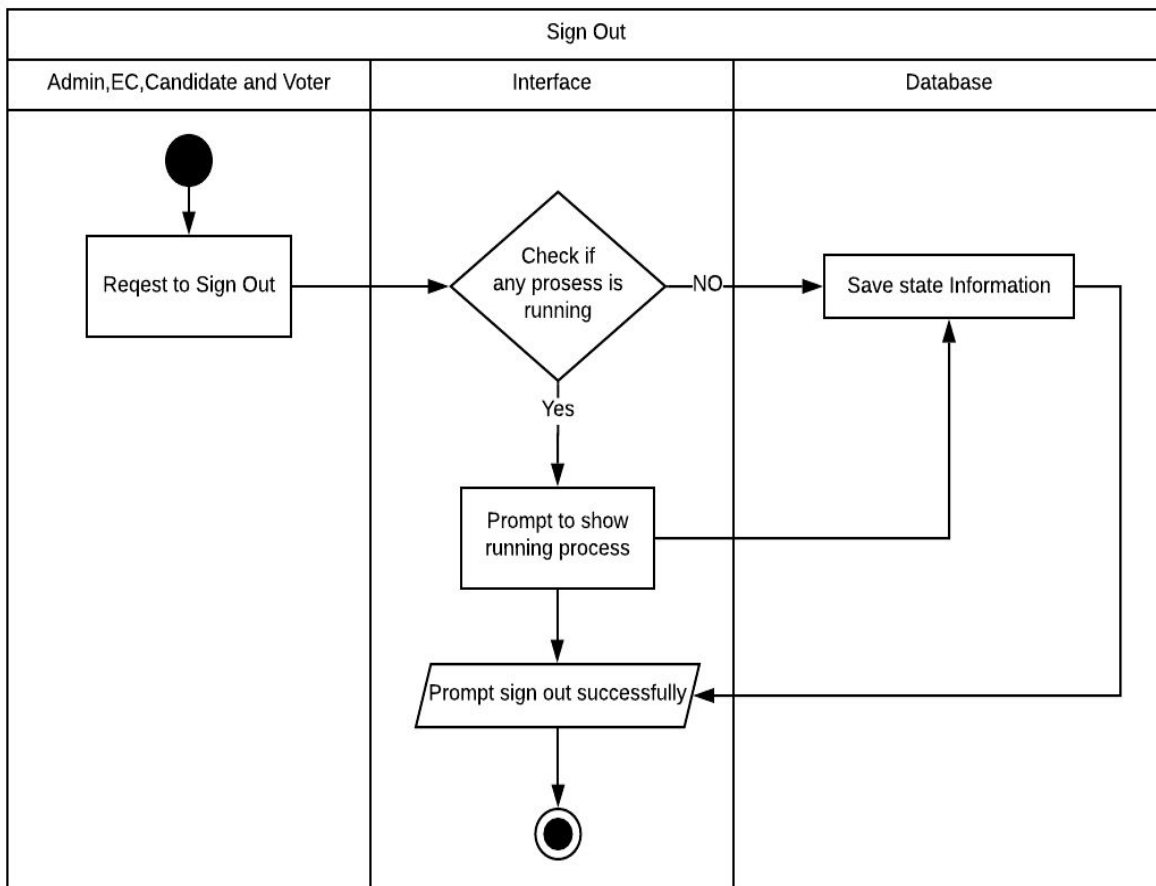 Sign Out
Admin,EC,Candidate and Voter
Interface
Database
Reqest to Sign Out
Check if
any prosess is
running
NO
Save state Information
Yes
Prompt to show
running process
Prompt sign out successfully